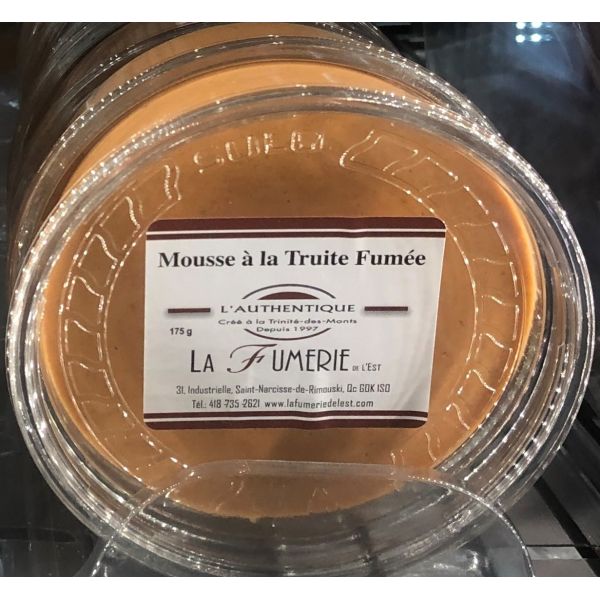 Mousse à la Truite Fumée
L'AUTHENTIQUE
Créé à la Trinité-des-Monts
Depuis 1997
175 g
LA FUMERIE DE L'EST
31, Industrielle, Saint-Narcisse-de-Rimouski, Qc G0K 1S0
Tél.: 418-735-2621 www.lafumeriedelest.com